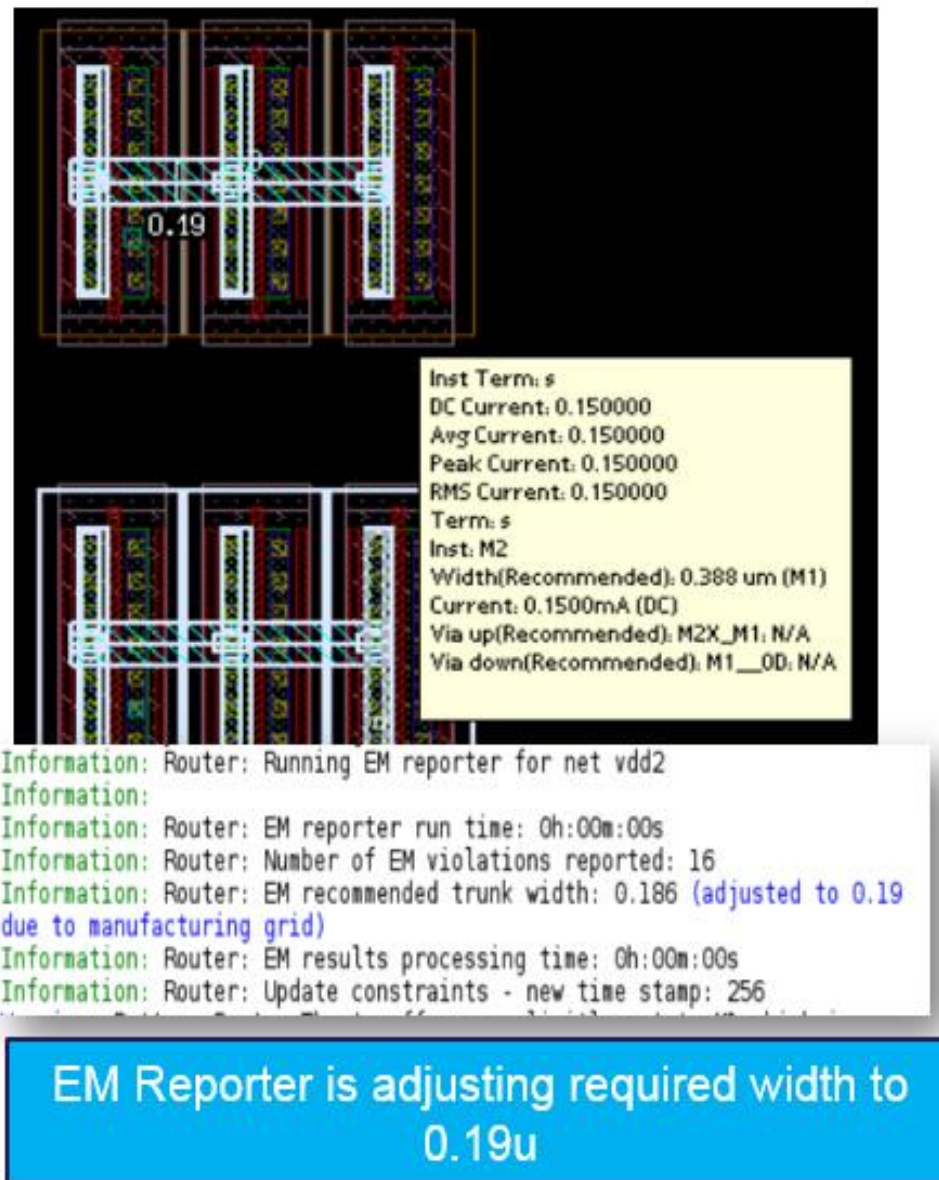 0.19
Inst Term: s
DC Current: 0.150000
Avg Current: 0.150000
Peak Current: 0.150000
RMS Current: 0.150000
Term: s
Inst: M2
Width(Recommended): 0.388 um (M1)
Current: 0.1500mA (DC)
Via up(Recommended): M2X_M1: N/A
Via down(Recommended): M1__OD: N/A
Information: Router: Running EM reporter for net vdd2
Information:
Information: Router: EM reporter run time: 0h:00m:00s
Information: Router: Number of EM violations reported: 16
Information: Router: EM recommended trunk width: 0.186 (adjusted to 0.19
due to manufacturing grid)
Information: Router: EM results processing time: 0h:00m:00s
Information: Router: Update constraints - new time stamp: 256
EM Reporter is adjusting required width to
0.19u